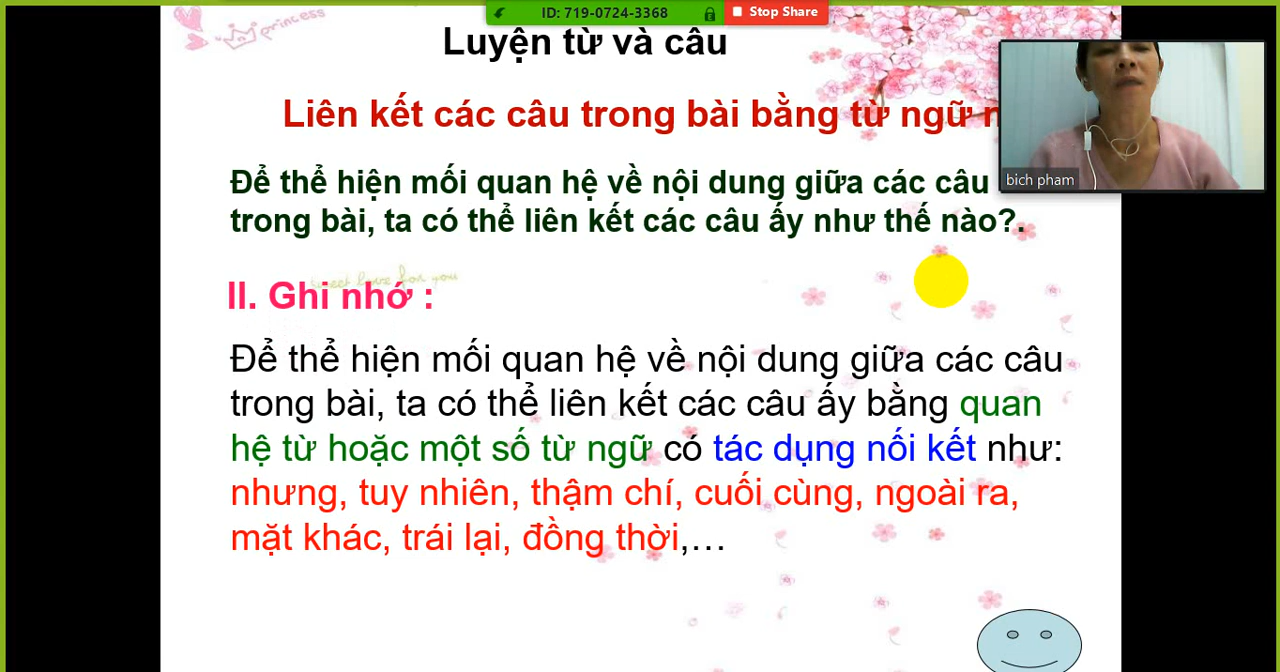 ID: 719-0724-3368
Stop Share
princess
Luyện từ và câu
Liên kết các câu trong bài bằng từ ngữ
bich pham
Để thể hiện mối quan hệ về nội dung giữa các câu
trong bài, ta có thể liên kết các câu ấy như thế nào?.
sweet love for you
II. Ghi nhớ :
Để thể hiện mối quan hệ về nội dung giữa các câu
trong bài, ta có thể liên kết các câu ấy bằng quan
hệ từ hoặc một số từ ngữ có tác dụng nối kết như:
nhưng, tuy nhiên, thậm chí, cuối cùng, ngoài ra,
mặt khác, trái lại, đồng thời,…